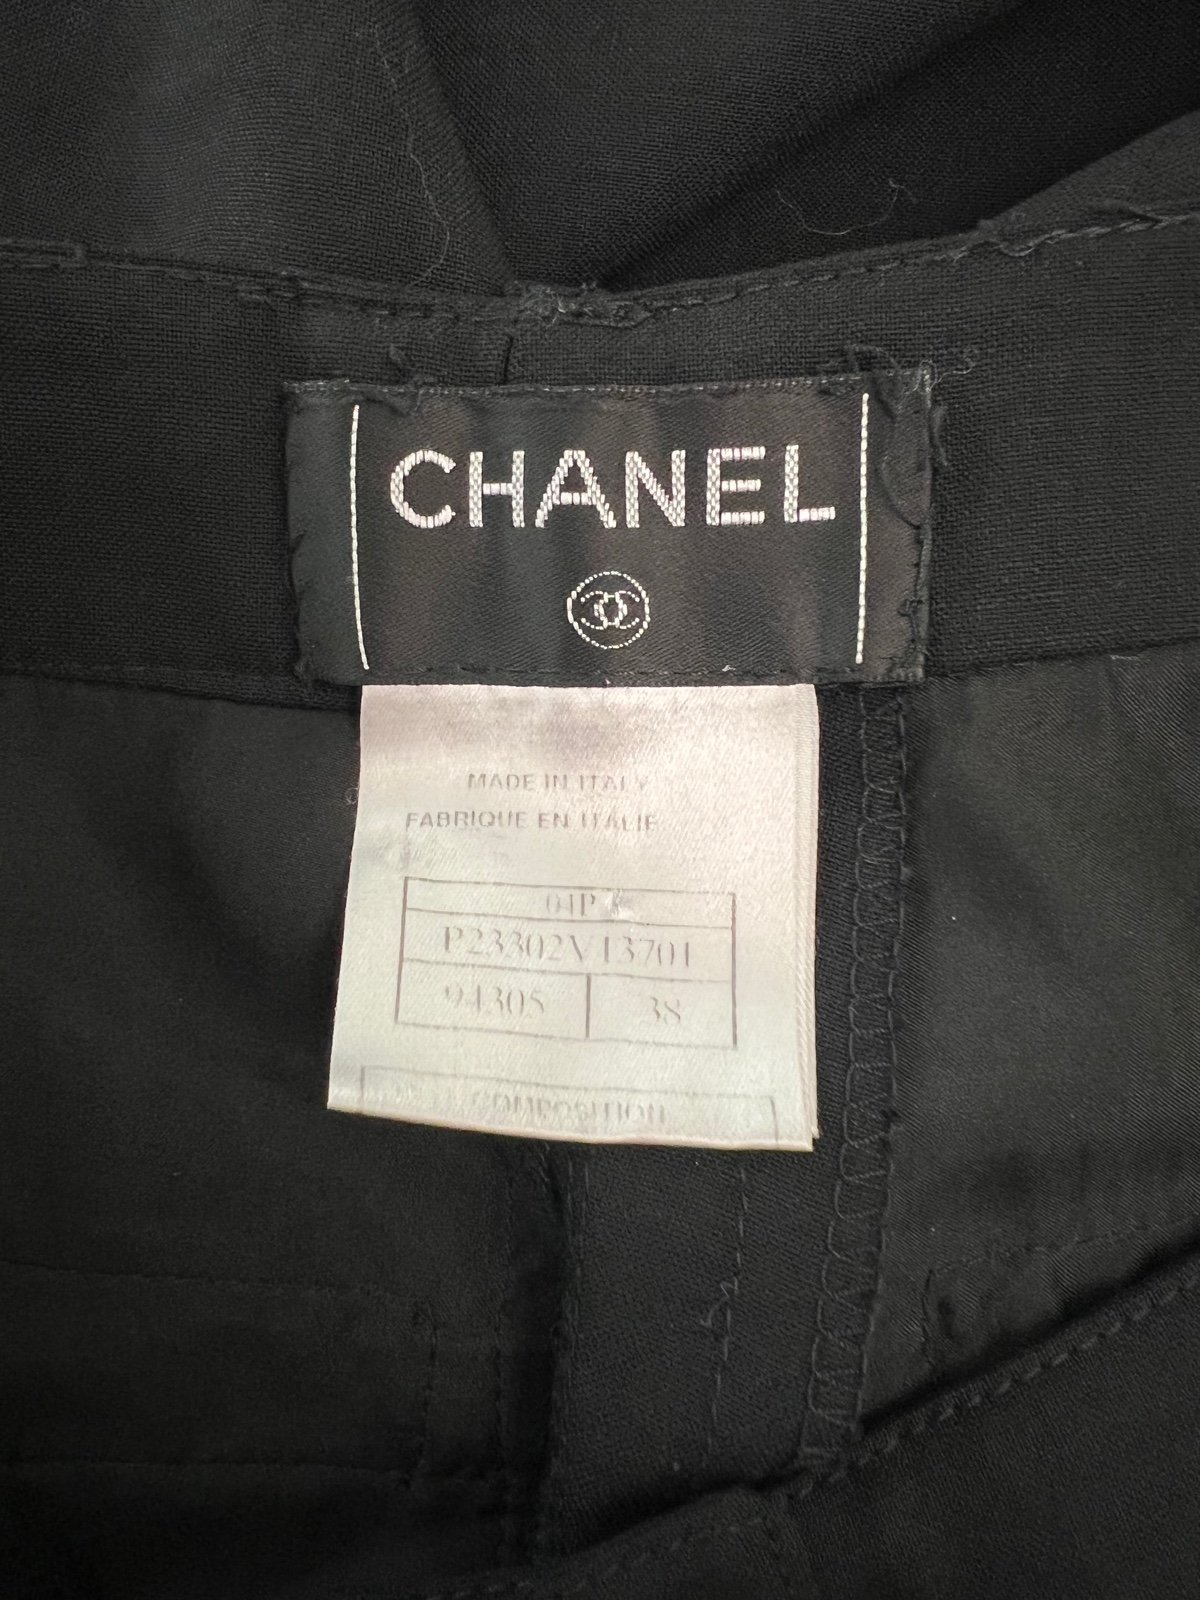 CHANEL
MADE IN ITALY
FABRIQUE EN ITALIE
04P
P23302V13701
94305 38
COMPOSITION